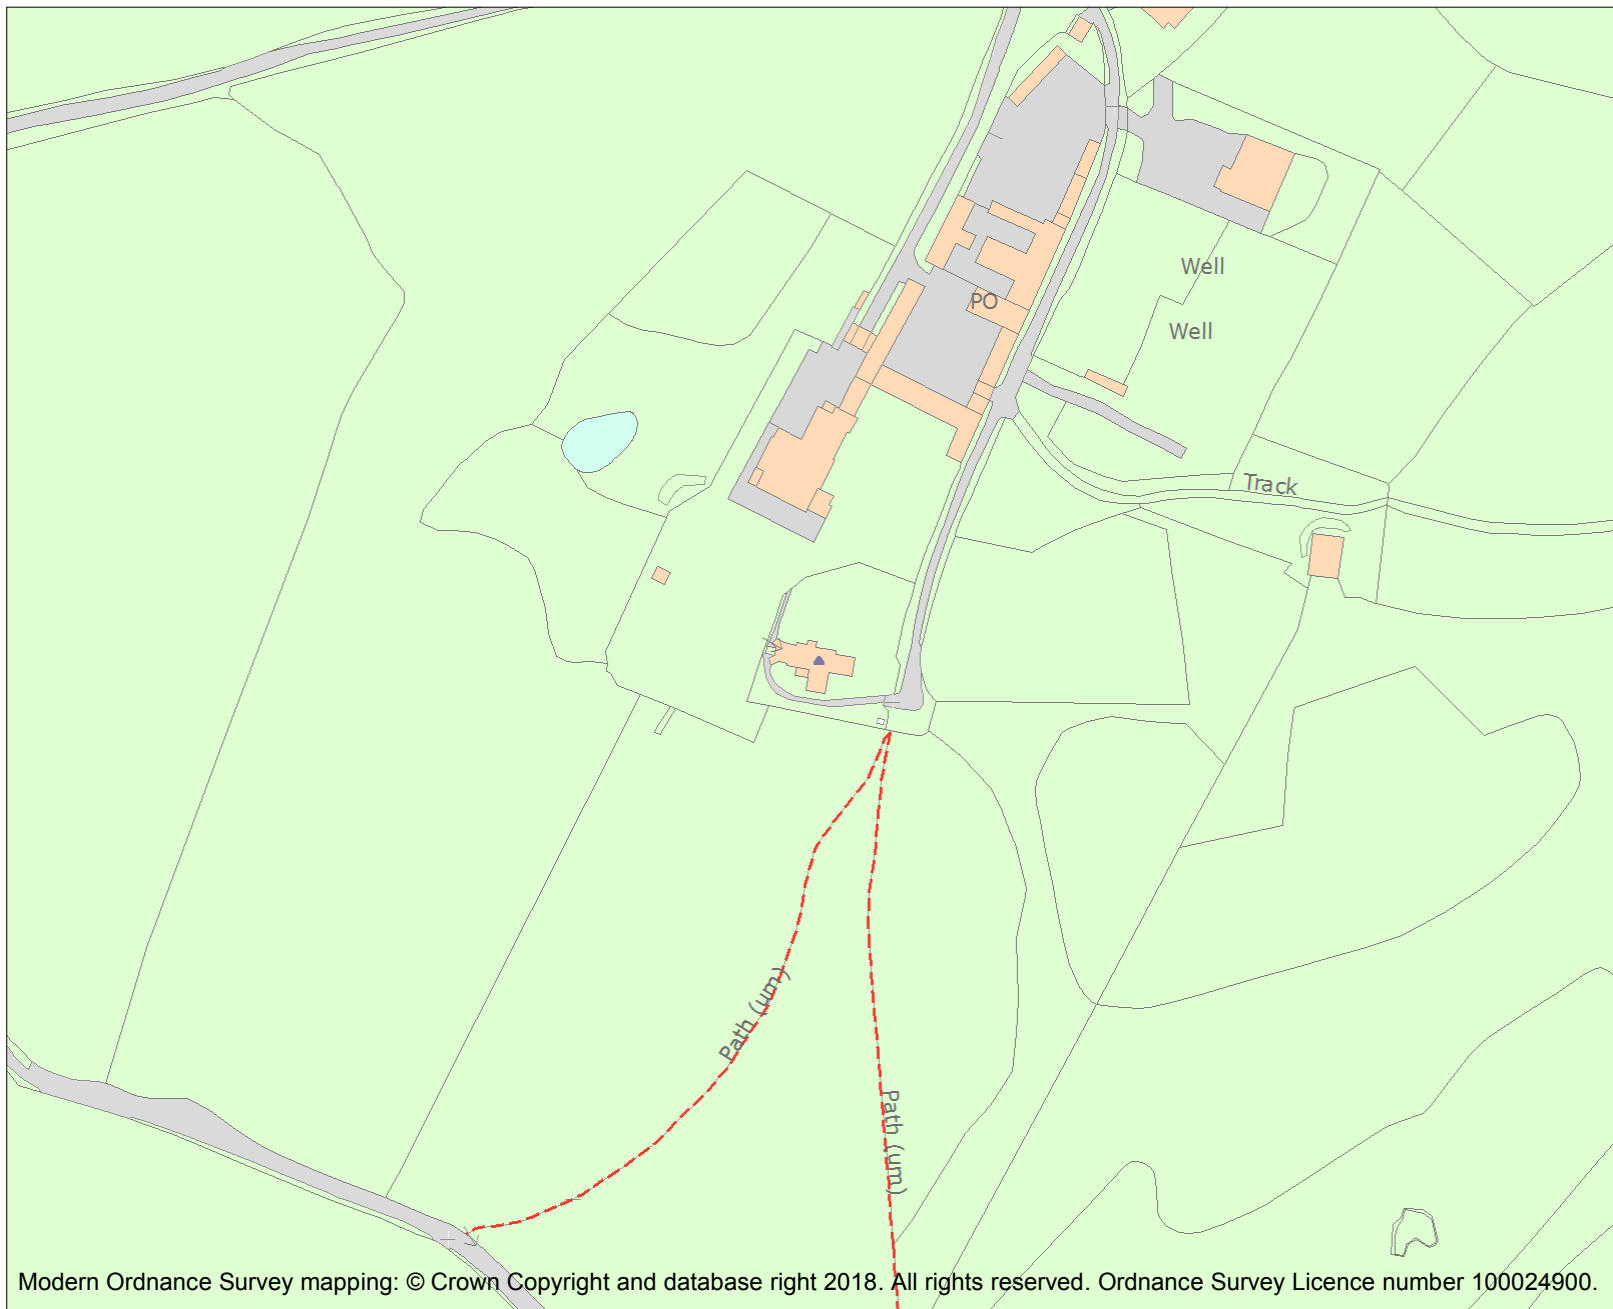 Well
PO
Well
Track
Path (um)
Path (um)
Modern Ordnance Survey mapping: © Crown Copyright and database right 2018. All rights reserved. Ordnance Survey Licence number 100024900.